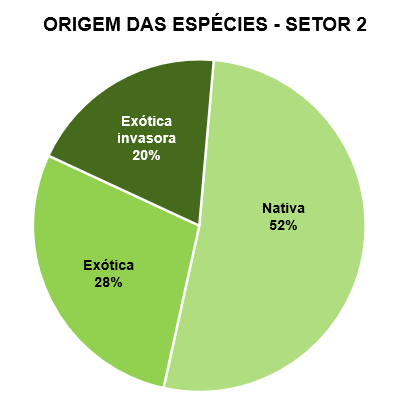 ORIGEM DAS ESPÉCIES - SETOR 2
Exótica
invasora
20%
Nativa
52%
Exótica
28%